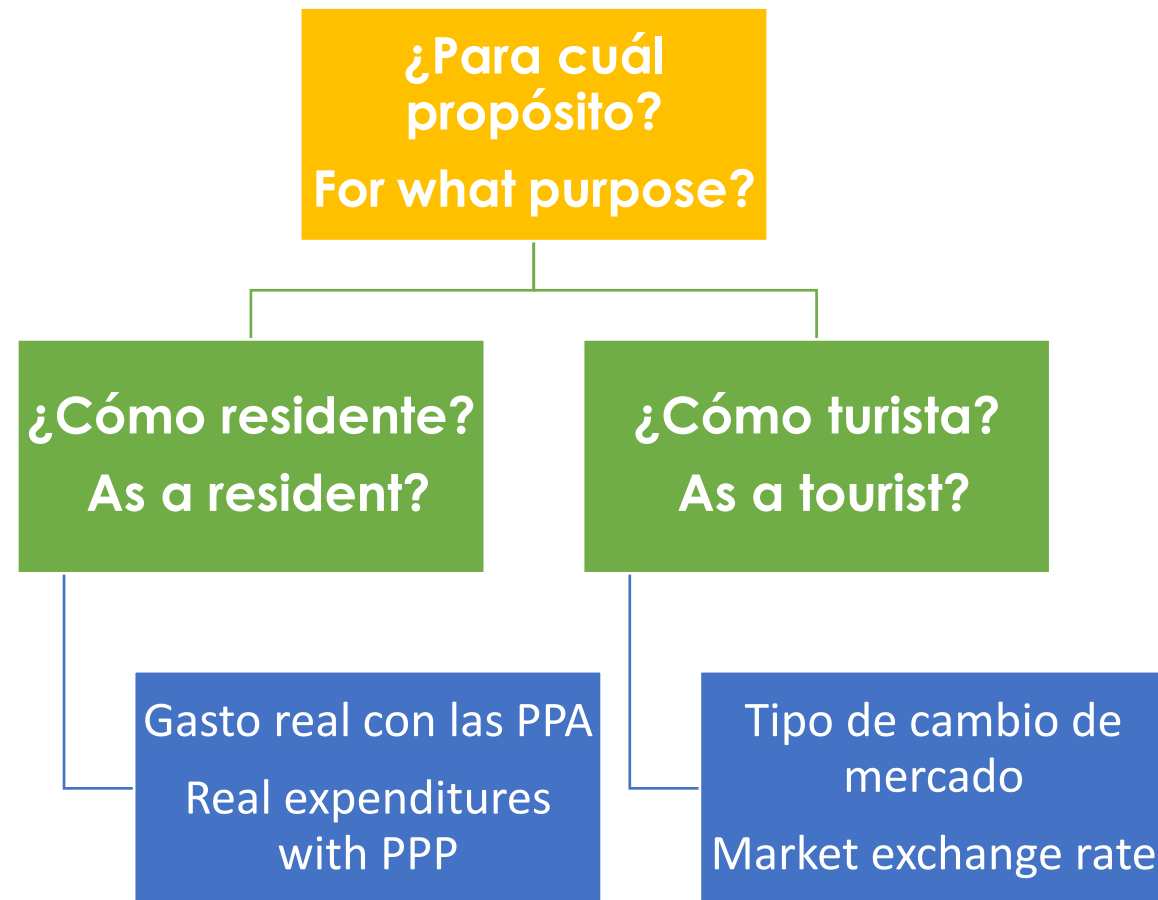 ¿Para cuál
propósito?
For what purpose?
¿Cómo residente?
As a resident?
¿Cómo turista?
As a tourist?
Gasto real con las PPA
Real expenditures
with PPP
Tipo de cambio de
mercado
Market exchange rate